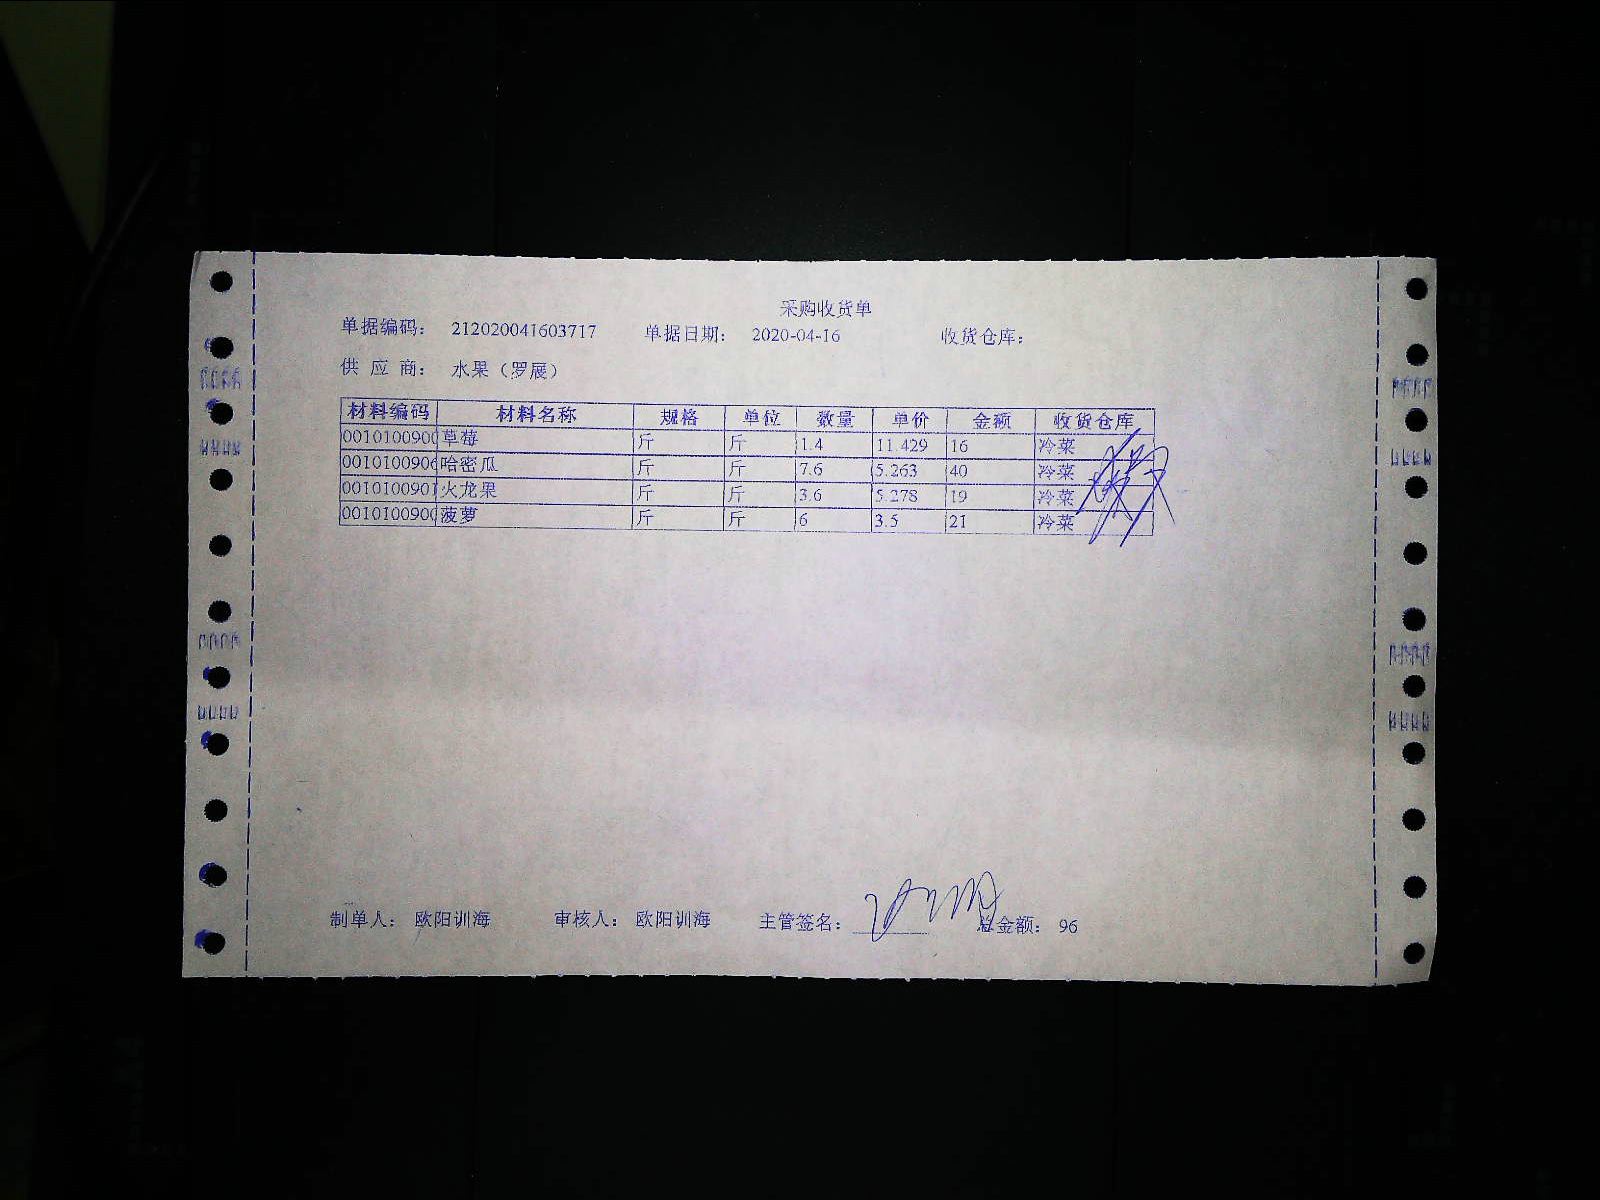 采购收货单
单据编码： 212020041603717 单据日期： 2020-04-16 收货仓库：
供 应 商： 水果（罗展）
材料编码 材料名称 规格 单位 数量 单价 金额 收货仓库
0010100900 草莓 斤 斤 1.4 11.429 16 冷菜
0010100906 哈密瓜 斤 斤 7.6 5.263 40 冷菜
0010100901 火龙果 斤 斤 3.6 5.278 19 冷菜
0010100900 菠萝 斤 斤 6 3.5 21 冷菜
制单人： 欧阳训海 审核人： 欧阳训海 主管签名： 总金额： 96